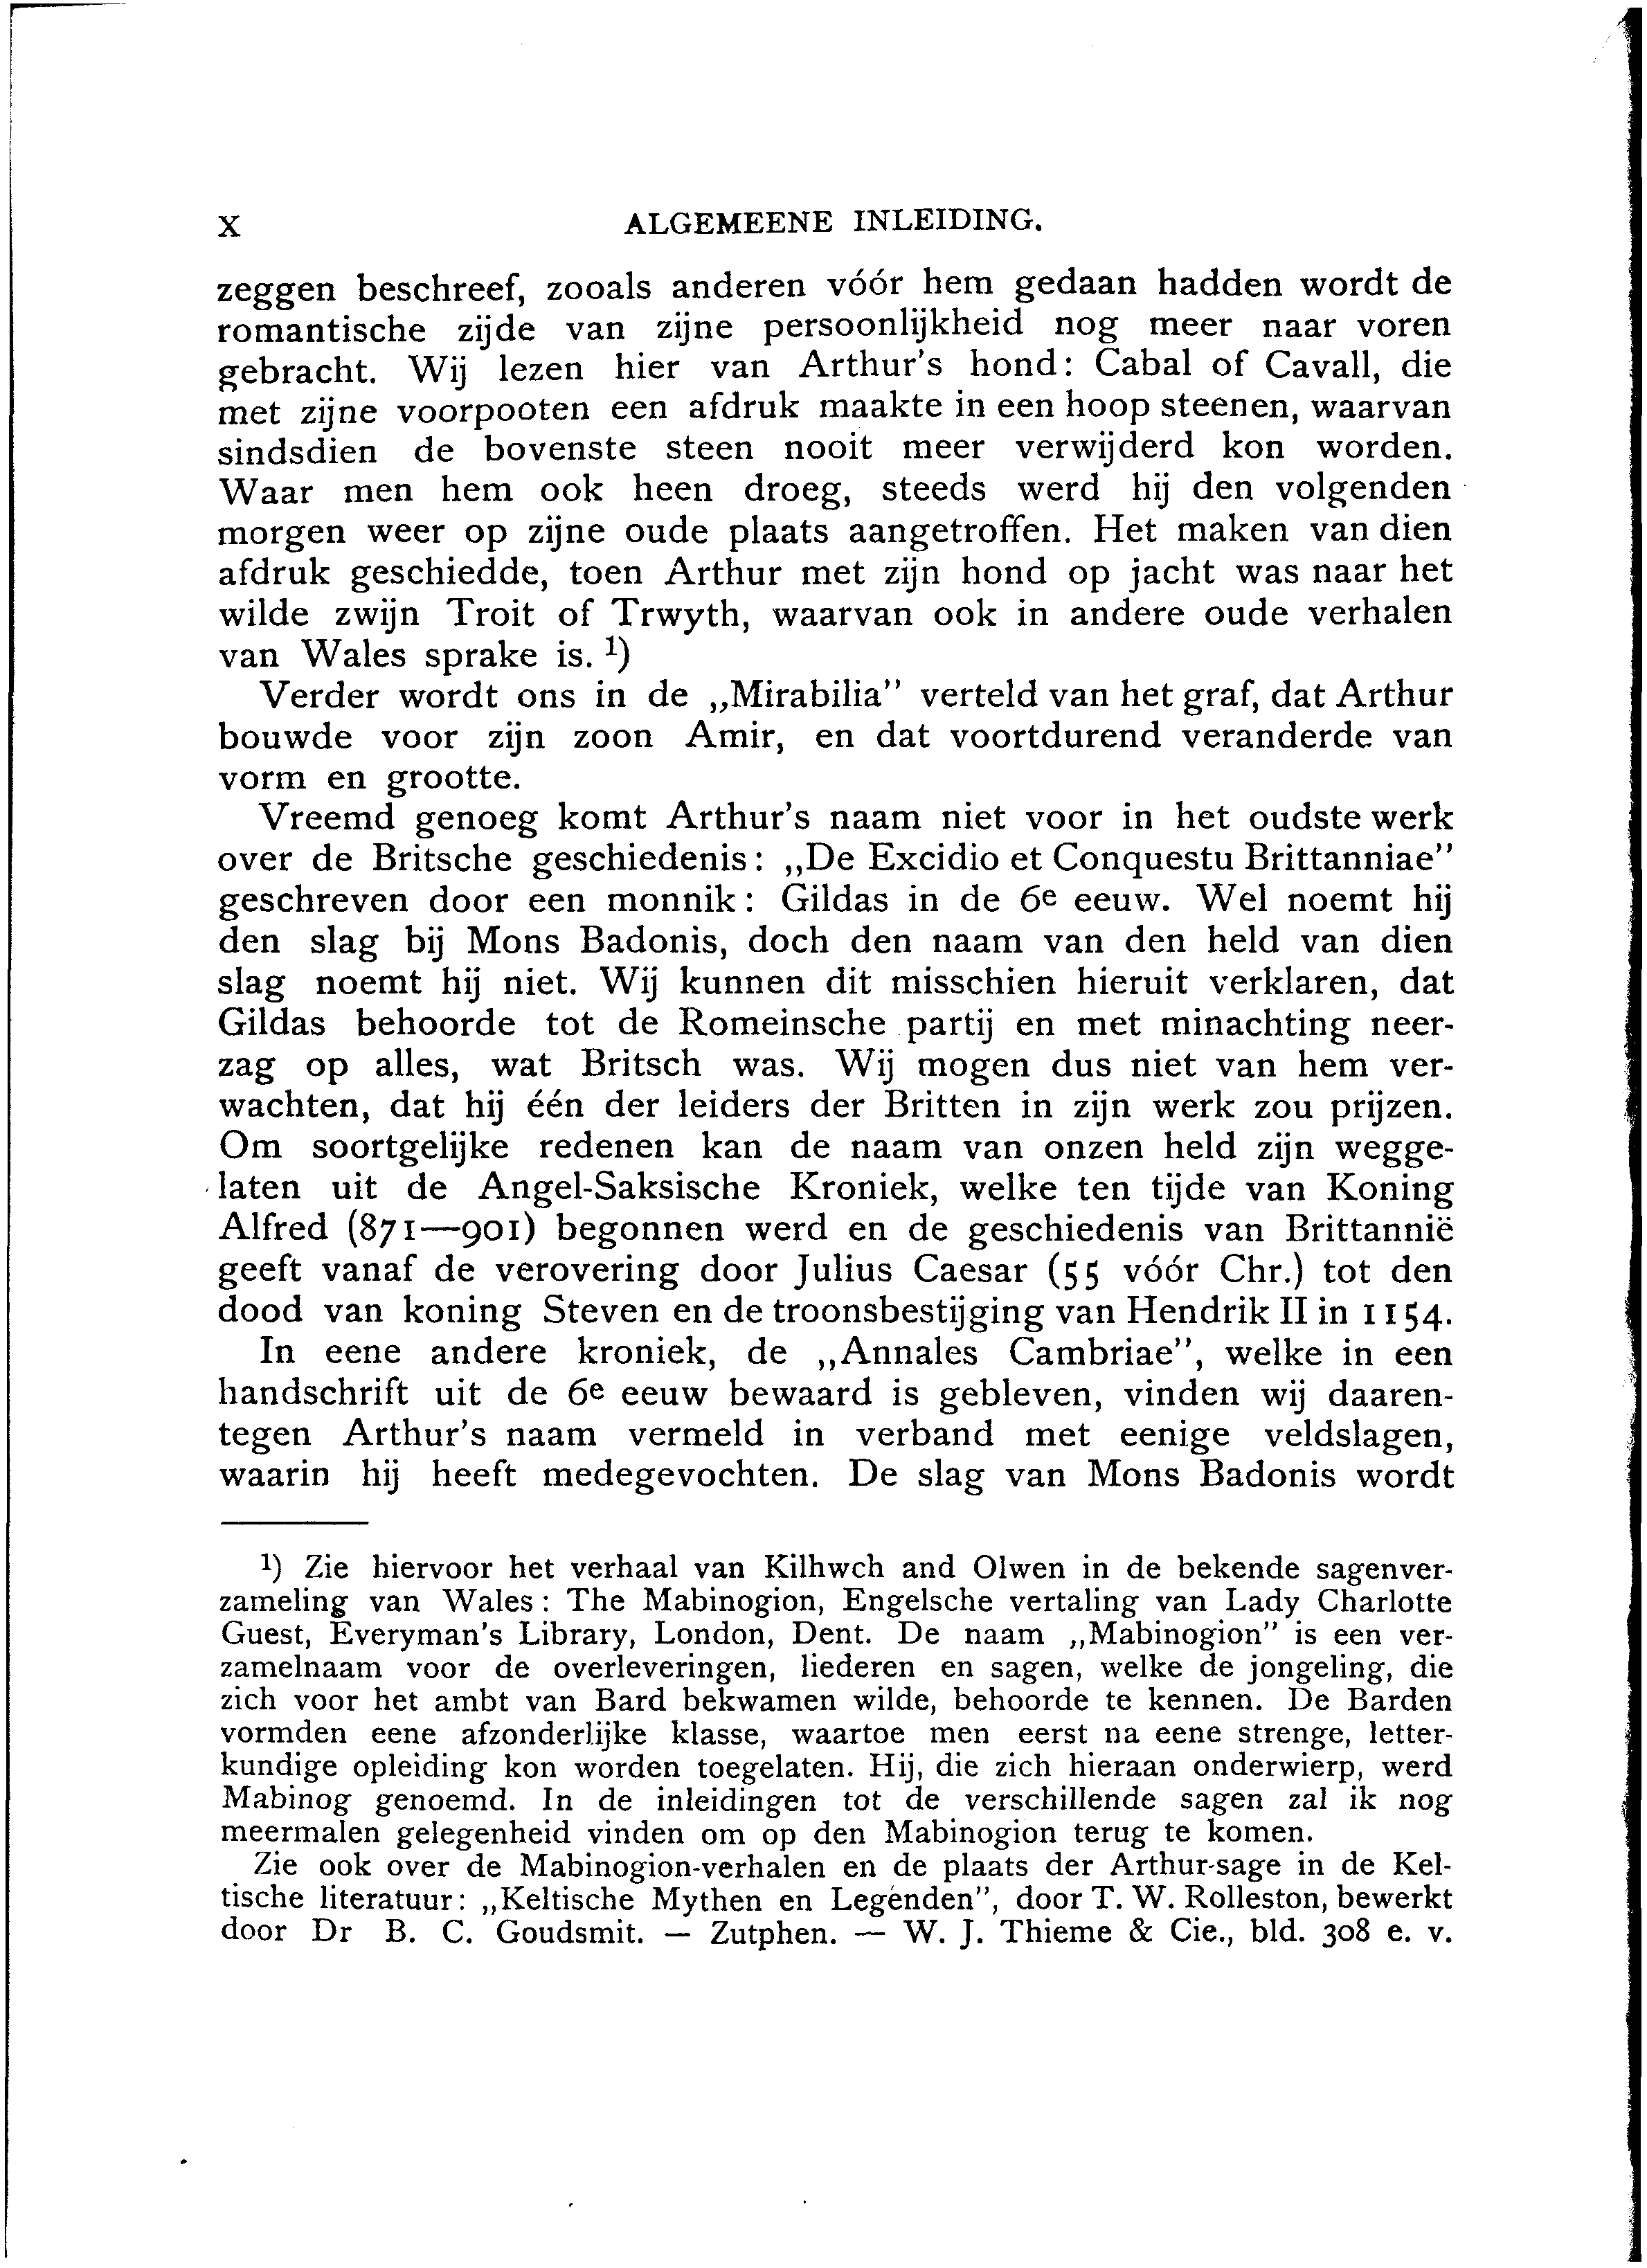 X ALGEMEENE INLEIDING.
zeggen beschreef, zooals anderen vóór hem gedaan hadden wordt de
romantische zijde van zijne persoonlijkheid nog meer naar voren
gebracht. Wij lezen hier van Arthur's hond: Cabal of Cavall, die
met zijne voorpooten een afdruk maakte in een hoop steenen, waarvan
sindsdien de bovenste steen nooit meer verwijderd kon worden.
Waar men hem ook heen droeg, steeds werd hij den volgenden
morgen weer op zijne oude plaats aangetroffen. Het maken van dien
afdruk geschiedde, toen Arthur met zijn hond op jacht was naar het
wilde zwijn Troit of Trwyth, waarvan ook in andere oude verhalen
van Wales sprake is. ¹)
Verder wordt ons in de „Mirabilia” verteld van het graf, dat Arthur
bouwde voor zijn zoon Amir, en dat voortdurend veranderde van
vorm en grootte.
Vreemd genoeg komt Arthur's naam niet voor in het oudste werk
over de Britsche geschiedenis: „De Excidio et Conquestu Brittanniae”
geschreven door een monnik: Gildas in de 6e eeuw. Wel noemt hij
den slag bij Mons Badonis, doch den naam van den held van dien
slag noemt hij niet. Wij kunnen dit misschien hieruit verklaren, dat
Gildas behoorde tot de Romeinsche partij en met minachting neer-
zag op alles, wat Britsch was. Wij mogen dus niet van hem ver-
wachten, dat hij één der leiders der Britten in zijn werk zou prijzen.
Om soortgelijke redenen kan de naam van onzen held zijn wegge-
laten uit de Angel-Saksische Kroniek, welke ten tijde van Koning
Alfred (871—901) begonnen werd en de geschiedenis van Brittannië
geeft vanaf de verovering door Julius Caesar (55 vóór Chr.) tot den
dood van koning Steven en de troonsbestijging van Hendrik II in 1154.
In eene andere kroniek, de „Annales Cambriae”, welke in een
handschrift uit de 6e eeuw bewaard is gebleven, vinden wij daaren-
tegen Arthur's naam vermeld in verband met eenige veldslagen,
waarin hij heeft medegevochten. De slag van Mons Badonis wordt
¹) Zie hiervoor het verhaal van Kilhwch and Olwen in de bekende sagenver-
zameling van Wales: The Mabinogion, Engelsche vertaling van Lady Charlotte
Guest, Everyman's Library, London, Dent. De naam „Mabinogion” is een ver-
zamelnaam voor de overleveringen, liederen en sagen, welke de jongeling, die
zich voor het ambt van Bard bekwamen wilde, behoorde te kennen. De Barden
vormden eene afzonderlijke klasse, waartoe men eerst na eene strenge, letter-
kundige opleiding kon worden toegelaten. Hij, die zich hieraan onderwierp, werd
Mabinog genoemd. In de inleidingen tot de verschillende sagen zal ik nog
meermalen gelegenheid vinden om op den Mabinogion terug te komen.
Zie ook over de Mabinogion-verhalen en de plaats der Arthur-sage in de Kel-
tische literatuur: „Keltische Mythen en Legenden”, door T. W. Rolleston, bewerkt
door Dr B. C. Goudsmit. — Zutphen. — W. J. Thieme & Cie., bld. 308 e. v.